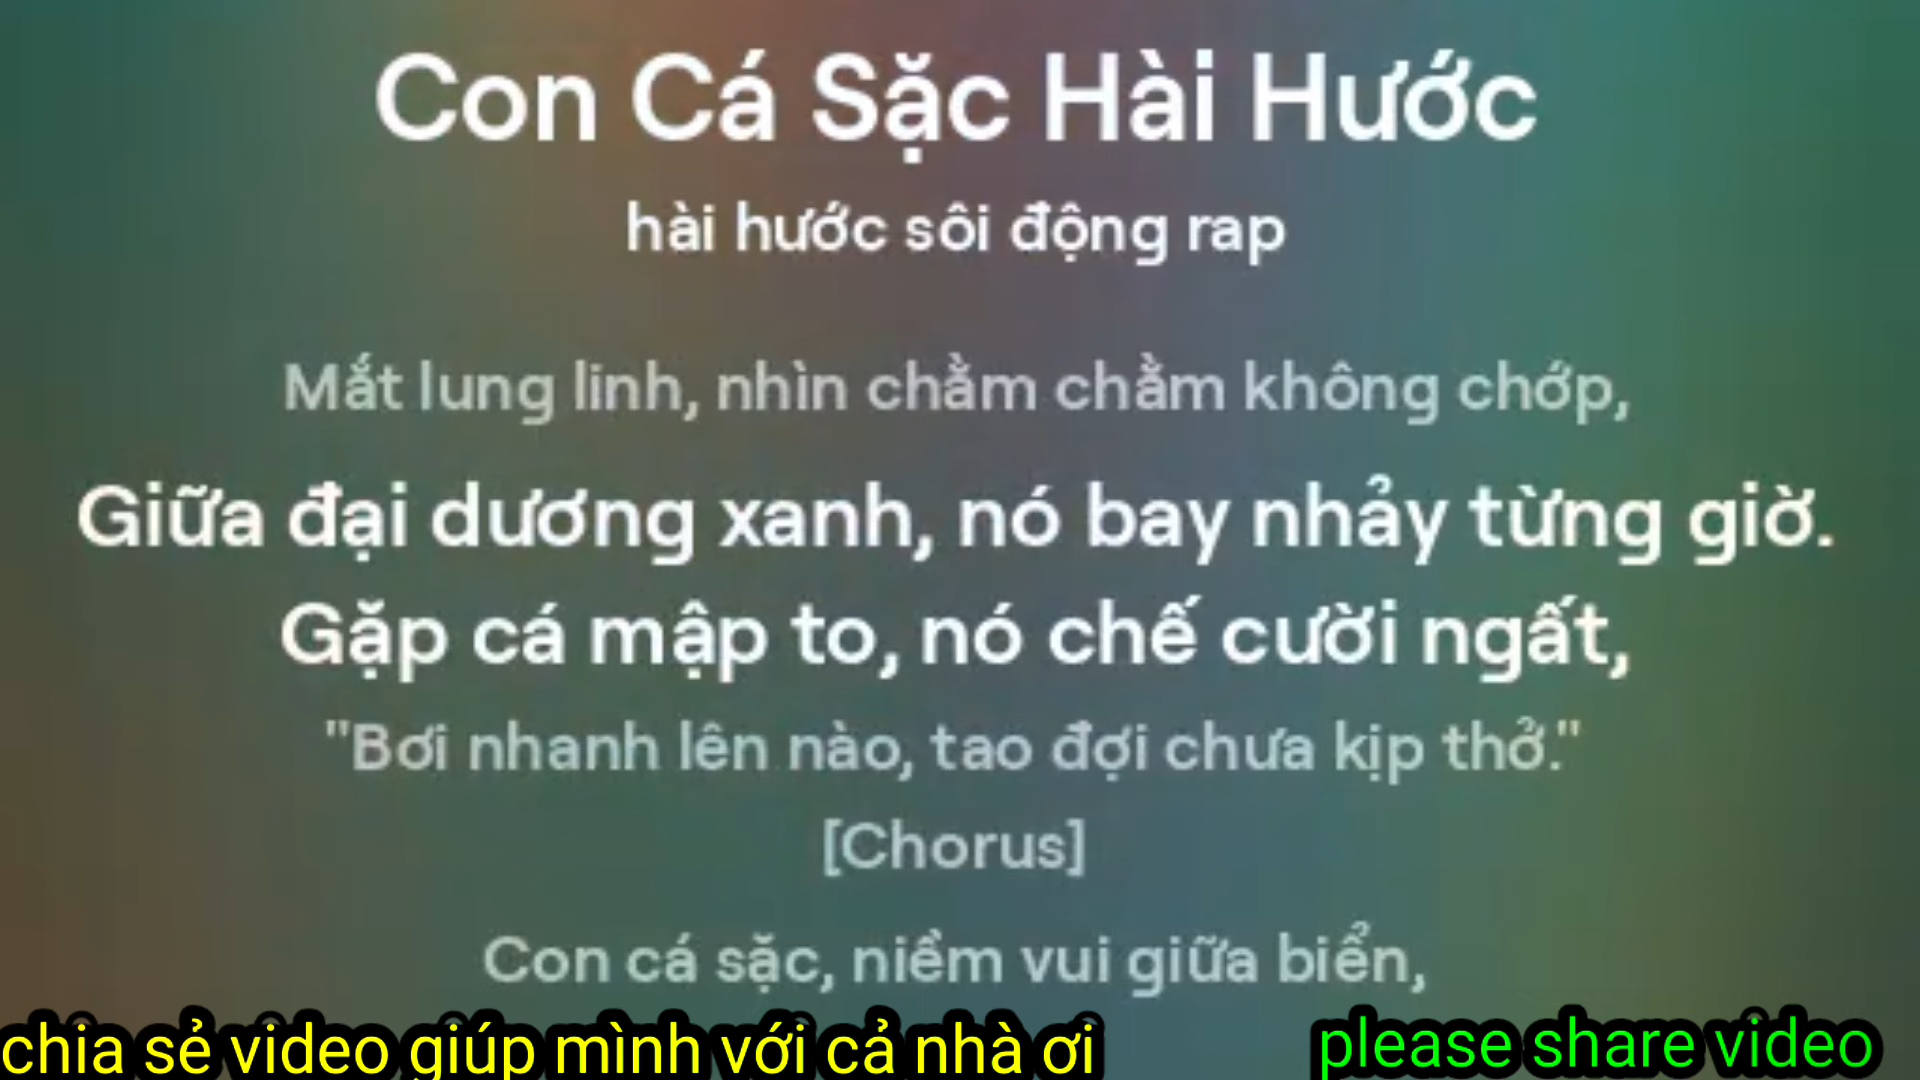 Con Cá Sặc Hài Hước
hài hước sôi động rap
Mắt lung linh, nhìn chằm chằm không chớp,
Giữa đại dương xanh, nó bay nhảy từng giờ.
Gặp cá mập to, nó chế cười ngất,
"Bơi nhanh lên nào, tao đợi chưa kịp thở."
[Chorus]
Con cá sặc, niềm vui giữa biển,
chia sẻ video giúp mình với cả nhà ơi
please share video